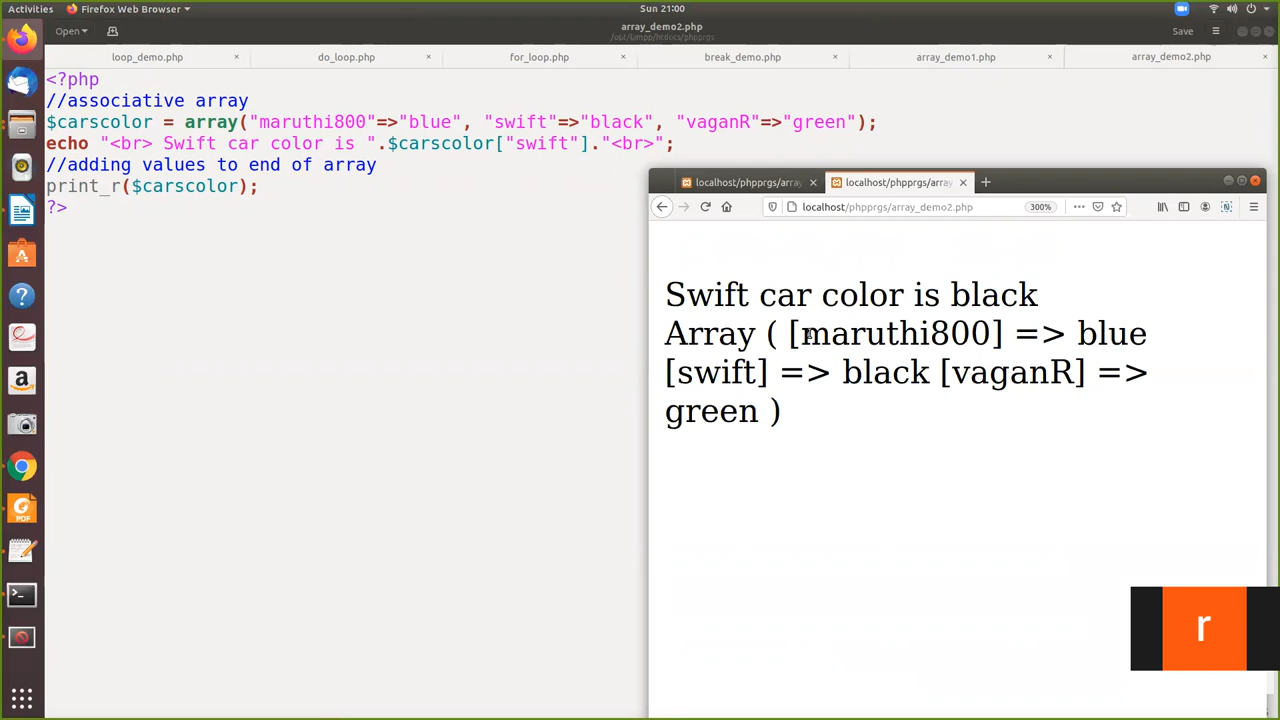 Activities
Firefox Web Browser
Sun 21:00
Open
array_demo2.php
Save
loop_demo.php ×
do_loop.php ×
for_loop.php ×
break_demo.php ×
array_demo1.php ×
array_demo2.php ×
<?php
//associative array
$carscolor = array("maruthi800"=>"blue", "swift"=>"black", "vaganR"=>"green");
echo "<br> Swift car color is ".$carscolor["swift"]."<br>";
//adding values to end of array
print_r($carscolor);
?>
localhost/phpprgs/array ×
localhost/phpprgs/array ×
localhost/phpprgs/array_demo2.php
300%
Swift car color is black
Array ( [maruthi800] => blue
[swift] => black [vaganR] =>
green )
a
PDF
r